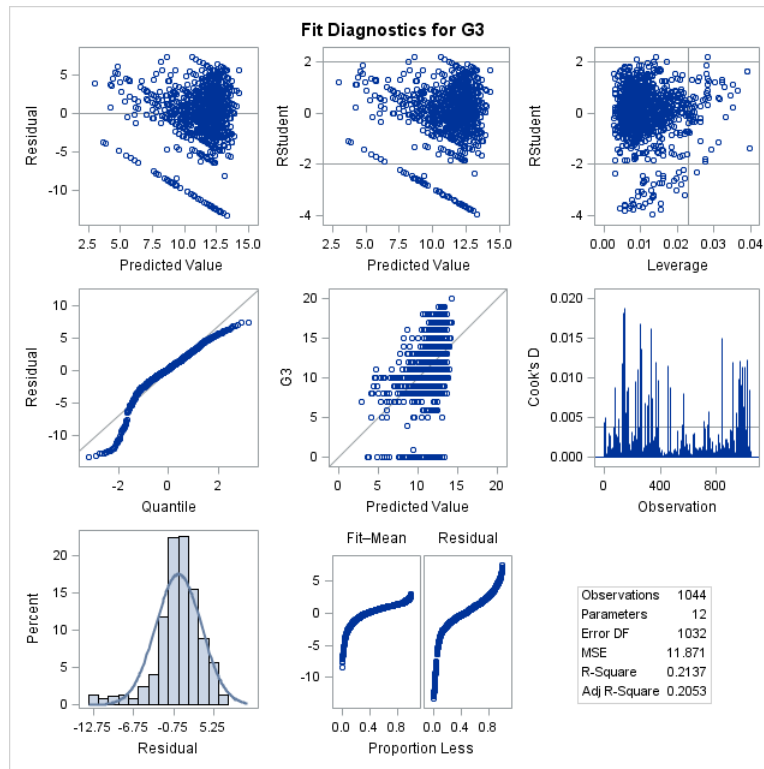 Fit Diagnostics for G3
5
0
-5
-10
Residual
2.5 5.0 7.5 10.0 12.5 15.0
Predicted Value
2
0
-2
-4
RStudent
2.5 5.0 7.5 10.0 12.5 15.0
Predicted Value
2
0
-2
-4
RStudent
0.00 0.01 0.02 0.03 0.04
Leverage
10
5
0
-5
-10
Residual
-2 0 2
Quantile
20
15
10
5
0
G3
0 5 10 15 20
Predicted Value
0.020
0.015
0.010
0.005
0.000
Cook's D
0 400 800
Observation
20
15
10
5
0
Percent
-12.75 -6.75 -0.75 5.25
Residual
Fit–Mean Residual
5
0
-5
-10
0.0 0.4 0.8 0.0 0.4 0.8
Proportion Less
Observations 1044
Parameters 12
Error DF 1032
MSE 11.871
R-Square 0.2137
Adj R-Square 0.2053